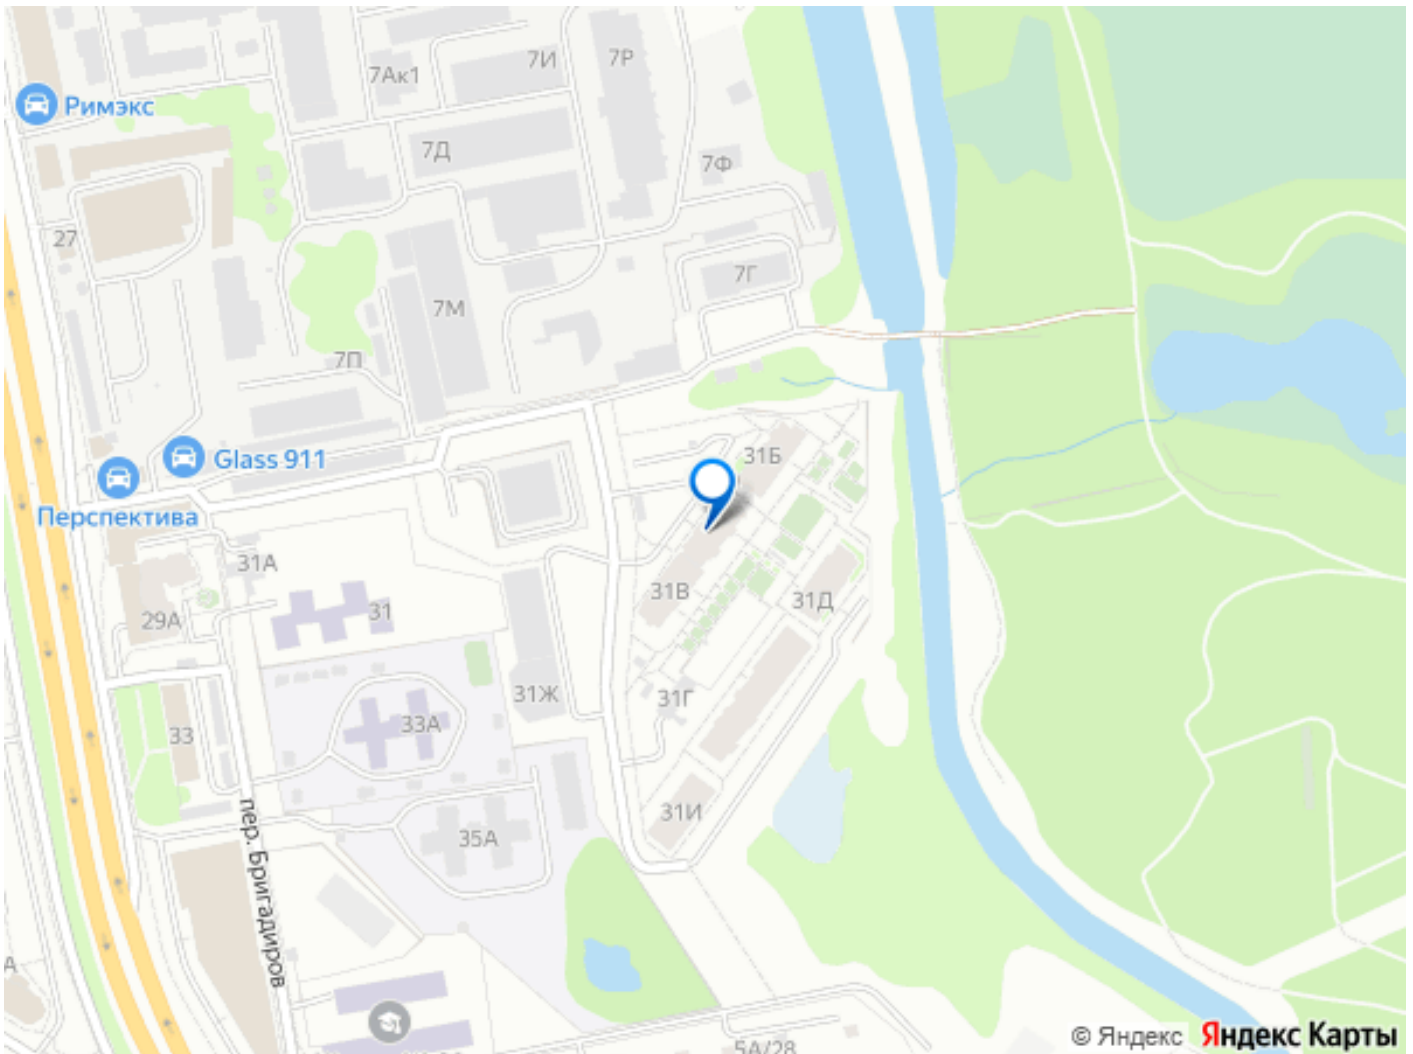 7И
7Р
7Ак1
Римэкс
7Д
7Ф
27
7Г
7М
7П
31Б
Glass 911
Перспектива
31А
31В
31Д
31
29А
31Ж
31Г
33А
33
31И
35А
пер. Бригадиров
А
5А/28
© Яндекс Яндекс Карты